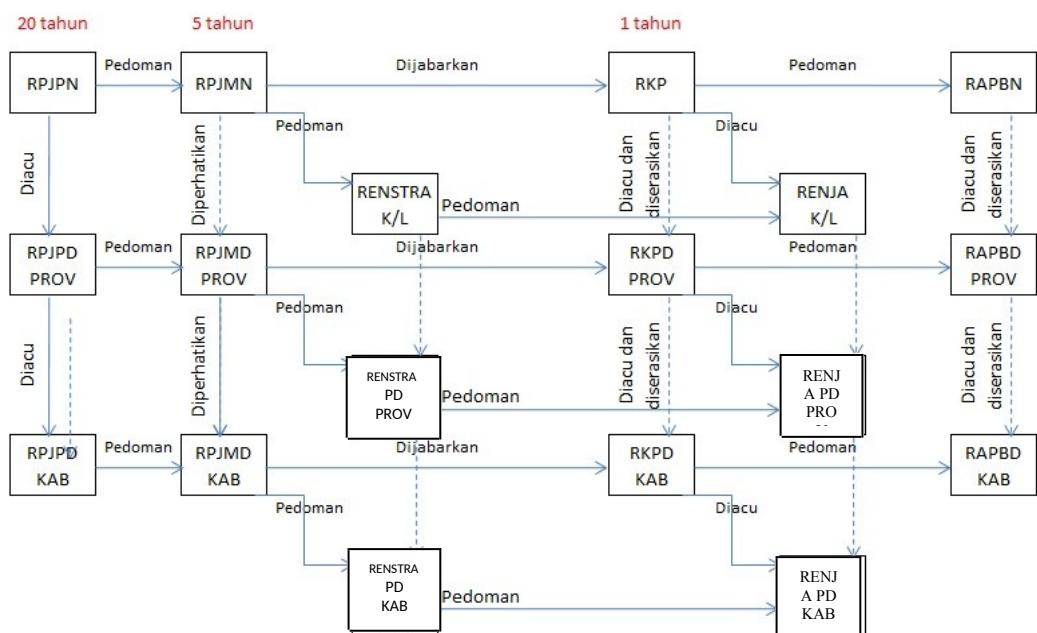 20 tahun
5 tahun
1 tahun
RPJPN
Pedoman
RPJMN
Dijabarkan
RKP
Pedoman
RAPBN
Diacu
Diperhatikan
Pedoman
Diacu dan
diserasikan
Diacu
Diacu dan
diserasikan
RENSTRA
K/L
Pedoman
RENJA
K/L
RPJPD
PROV
Pedoman
RPJMD
PROV
Dijabarkan
RKPD
PROV
Pedoman
RAPBD
PROV
Diacu
Diperhatikan
Pedoman
Diacu dan
diserasikan
Diacu
Diacu dan
diserasikan
RENSTRA
PD
PROV
Pedoman
RENJ
A PD
PRO
RPJPD
KAB
Pedoman
RPJMD
KAB
Dijabarkan
RKPD
KAB
Pedoman
RAPBD
KAB
Pedoman
Diacu
RENSTRA
PD
KAB
Pedoman
RENJ
A PD
KAB